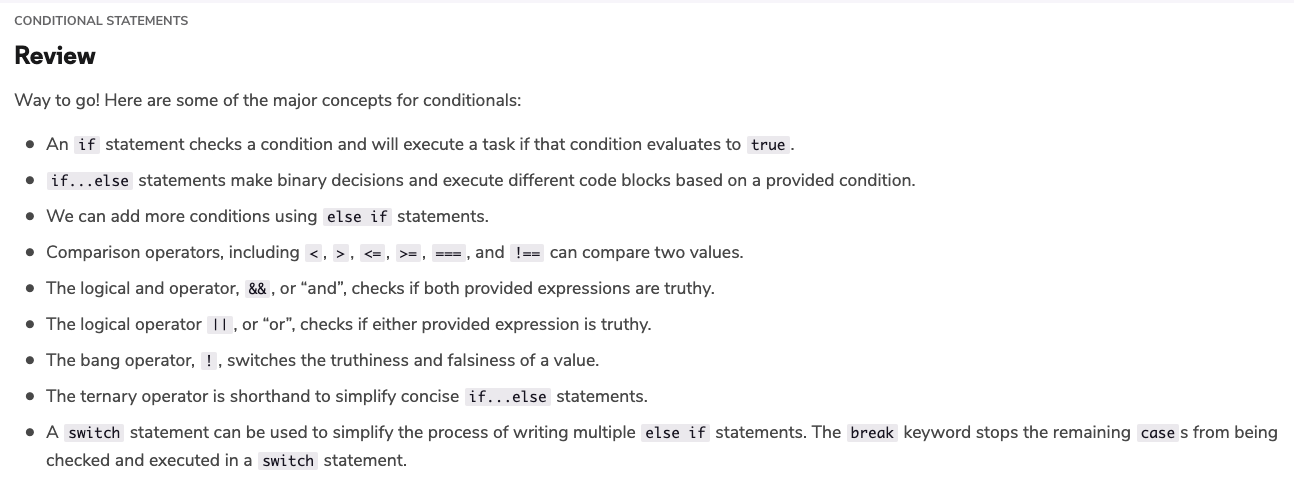 CONDITIONAL STATEMENTS
Review
Way to go! Here are some of the major concepts for conditionals:
• An if statement checks a condition and will execute a task if that condition evaluates to true.
• if...else statements make binary decisions and execute different code blocks based on a provided condition.
• We can add more conditions using else if statements.
• Comparison operators, including <, >, <=, >=, ===, and !== can compare two values.
• The logical and operator, &&, or “and”, checks if both provided expressions are truthy.
• The logical operator ||, or “or”, checks if either provided expression is truthy.
• The bang operator, !, switches the truthiness and falsiness of a value.
• The ternary operator is shorthand to simplify concise if...else statements.
• A switch statement can be used to simplify the process of writing multiple else if statements. The break keyword stops the remaining cases from being
checked and executed in a switch statement.